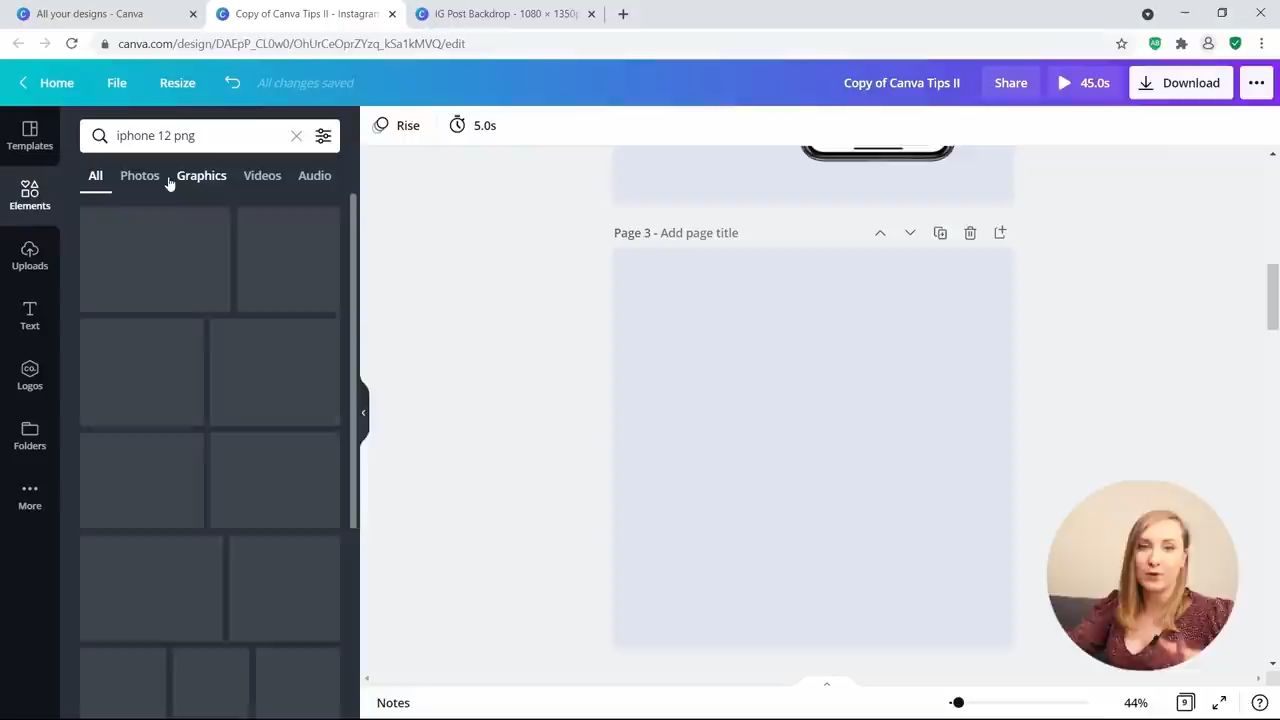 All your designs - Canva
Copy of Canva Tips II - Instagram
IG Post Backdrop - 1080 × 1350p
canva.com/design/DAEpP_CL0w0/OhUrCeOprZYzq_kSa1kMVQ/edit
Home
File
Resize
All changes saved
Copy of Canva Tips II
Share
45.0s
Download
Templates
Elements
Uploads
Text
CO.
Logos
Folders
More
iphone 12 png
All
Photos
Graphics
Videos
Audio
Rise
5.0s
Page 3 - Add page title
Notes
44%
9